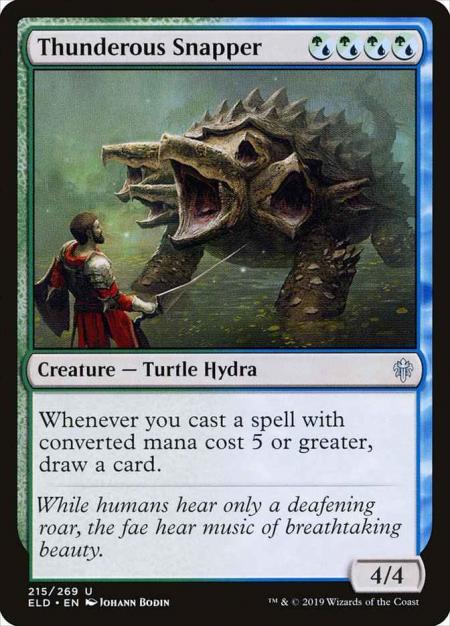 Thunderous Snapper
Creature — Turtle Hydra
Whenever you cast a spell with
converted mana cost 5 or greater,
draw a card.
While humans hear only a deafening
roar, the fae hear music of breathtaking
beauty.
4/4
215/269 U
ELD • EN Johann Bodin
™ & © 2019 Wizards of the Coast